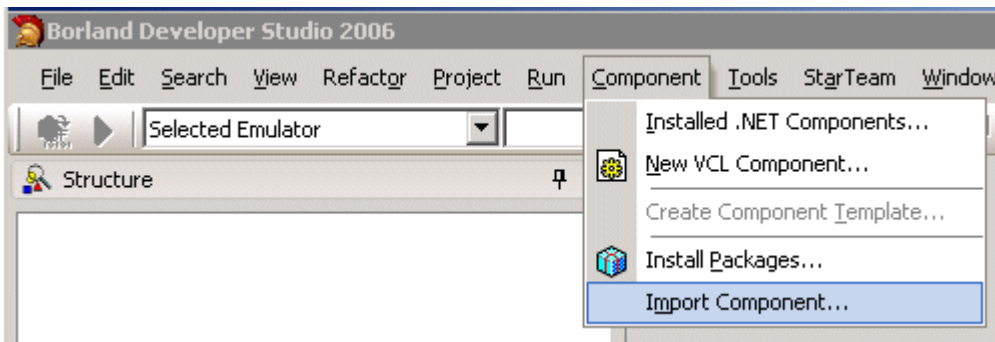 Borland Developer Studio 2006
File Edit Search View Refactor Project Run Component Tools StarTeam Window
Selected Emulator
Installed .NET Components...
New VCL Component...
Structure
Create Component Template...
Install Packages...
Import Component...